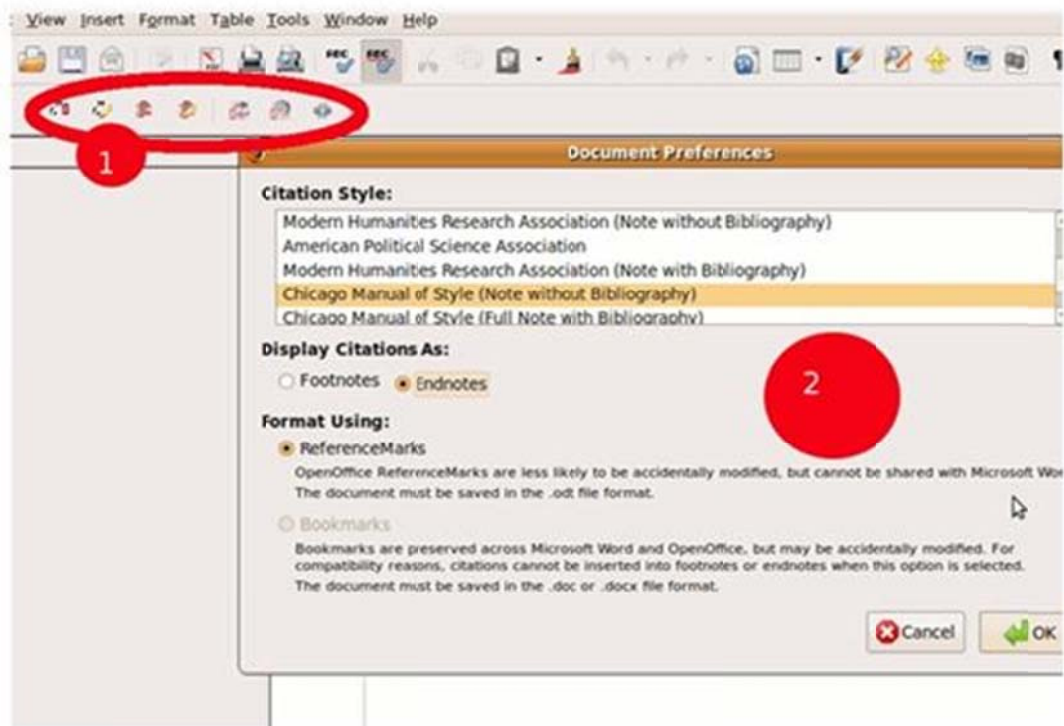 View Insert Format Table Tools Window Help
1
Document Preferences
Citation Style:
Modern Humanites Research Association (Note without Bibliography)
American Political Science Association
Modern Humanites Research Association (Note with Bibliography)
Chicago Manual of Style (Note without Bibliography)
Chicago Manual of Style (Full Note with Bibliography)
Display Citations As:
Footnotes Endnotes
2
Format Using:
ReferenceMarks
OpenOffice ReferenceMarks are less likely to be accidentally modified, but cannot be shared with Microsoft Wor
The document must be saved in the .odt file format.
Bookmarks
Bookmarks are preserved across Microsoft Word and OpenOffice, but may be accidentally modified. For
compatibility reasons, citations cannot be inserted into footnotes or endnotes when this option is selected.
The document must be saved in the .doc or .docx file format.
Cancel OK